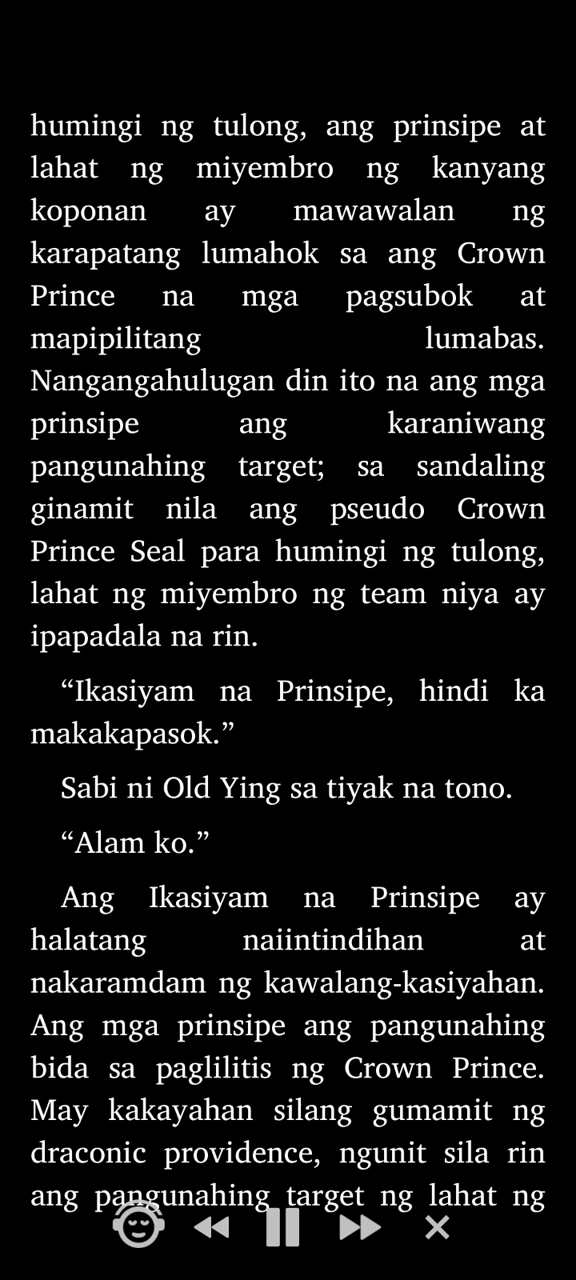 humingi ng tulong, ang prinsipe at
lahat ng miyembro ng kanyang
koponan ay mawawalan ng
karapatang lumahok sa ang Crown
Prince na mga pagsubok at
mapipilitang lumabas.
Nangangahulugan din ito na ang mga
prinsipe ang karaniwang
pangunahing target; sa sandaling
ginamit nila ang pseudo Crown
Prince Seal para humingi ng tulong,
lahat ng miyembro ng team niya ay
ipapadala na rin.
“Ikasiyam na Prinsipe, hindi ka
makakapasok.”
Sabi ni Old Ying sa tiyak na tono.
“Alam ko.”
Ang Ikasiyam na Prinsipe ay
halatang naiintindihan at
nakaramdam ng kawalang-kasiyahan.
Ang mga prinsipe ang pangunahing
bida sa paglilitis ng Crown Prince.
May kakayahan silang gumamit ng
draconic providence, ngunit sila rin
ang pangunahing target ng lahat ng